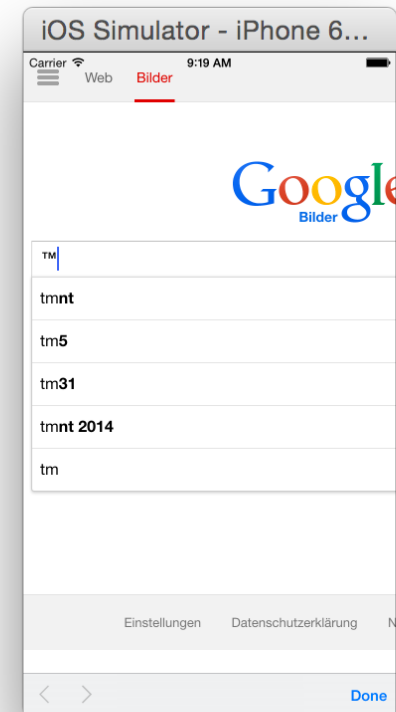 iOS Simulator - iPhone 6...
Carrier 9:19 AM
Web Bilder
Google
Bilder
™
tmnt
tm5
tm31
tmnt 2014
tm
Einstellungen Datenschutzerklärung N
Done